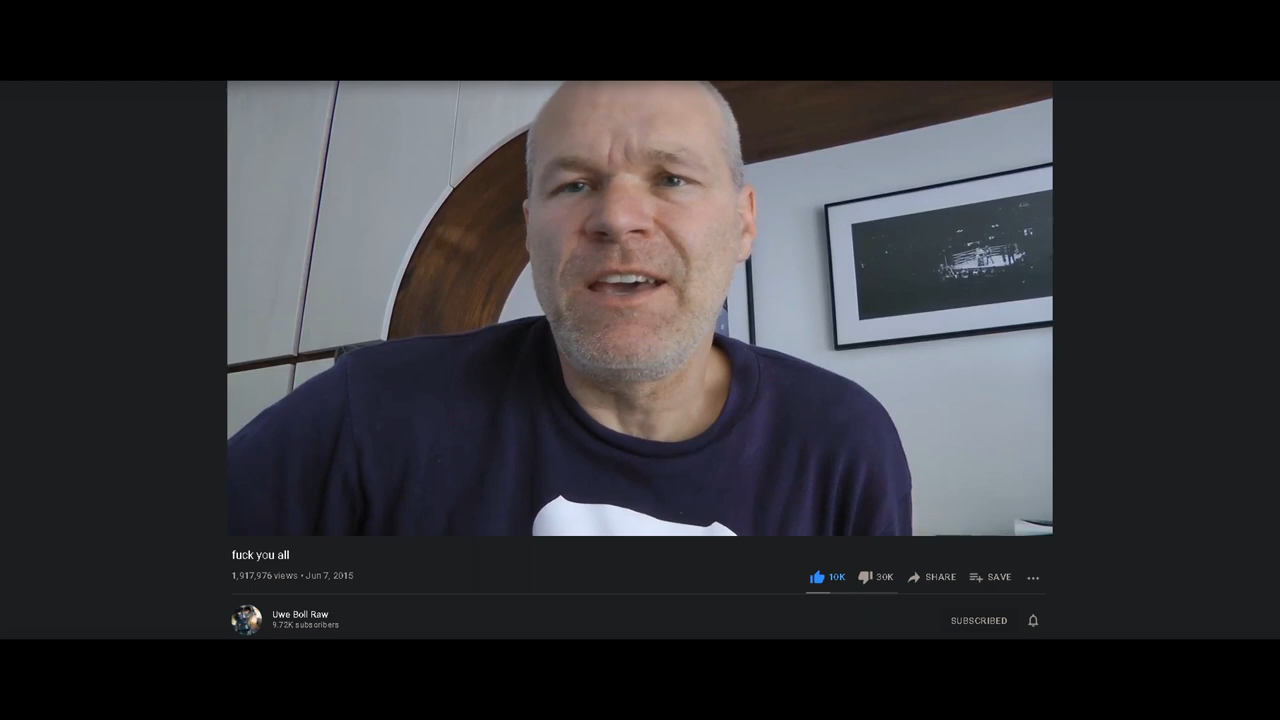 fuck you all
1,917,976 views • Jun 7, 2015
10K 30K SHARE SAVE
Uwe Boll Raw
9.72K subscribers
SUBSCRIBED